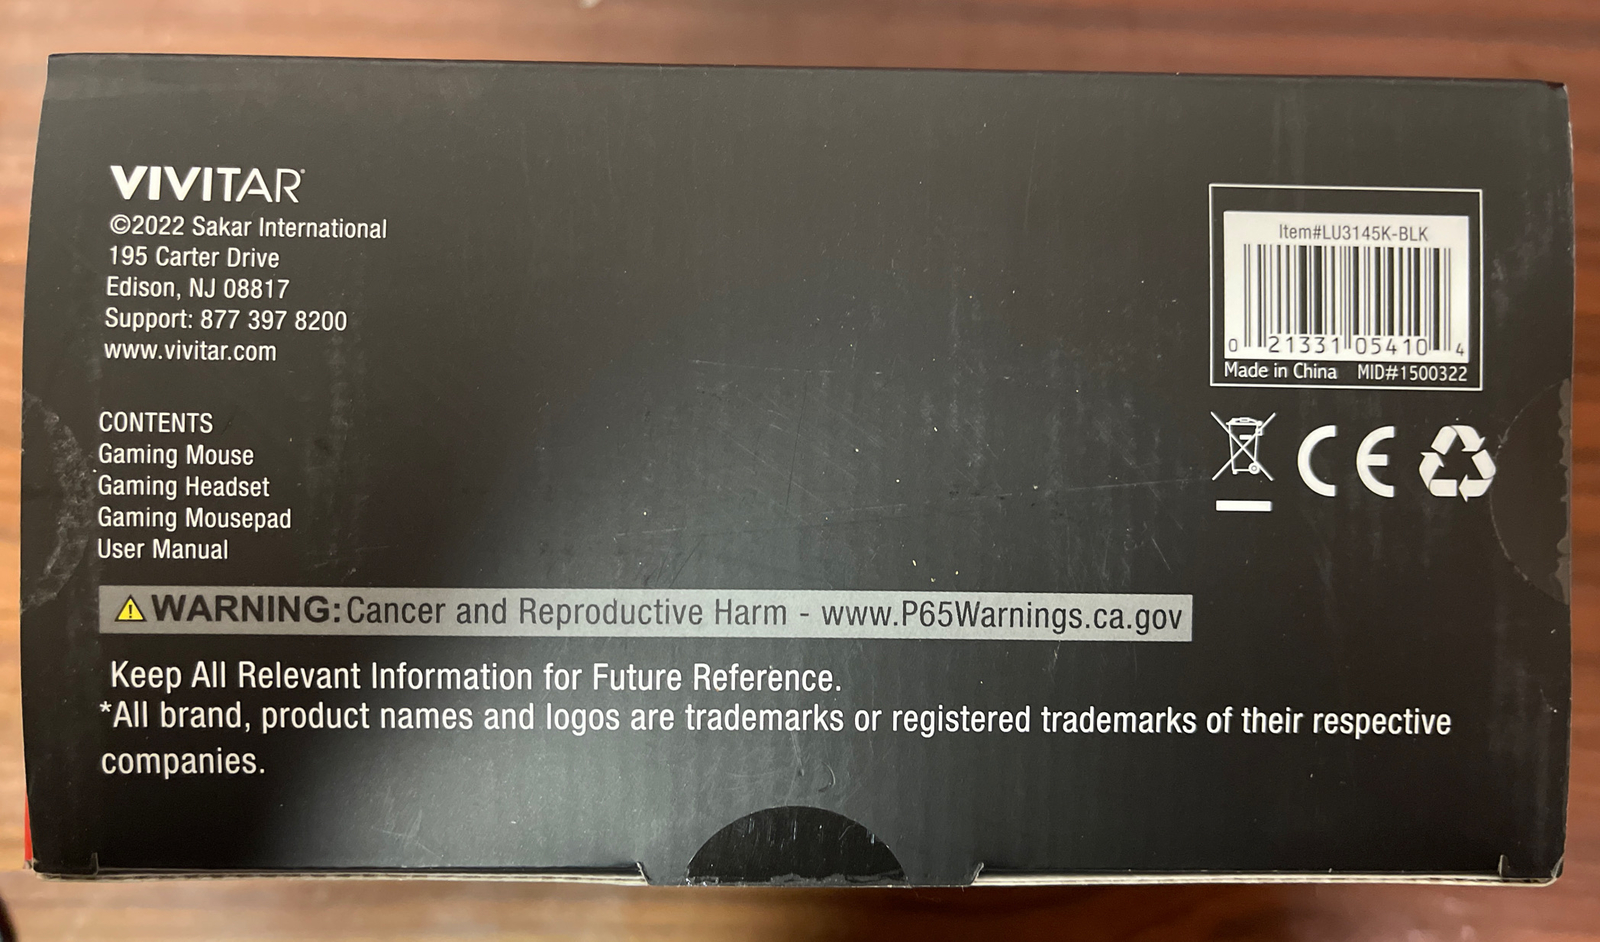 VIVITAR
©2022 Sakar International
195 Carter Drive
Edison, NJ 08817
Support: 877 397 8200
www.vivitar.com
CONTENTS
Gaming Mouse
Gaming Headset
Gaming Mousepad
User Manual
Item#LU3145K-BLK
0 21331 05410 4
Made in China MID#1500322
CE
WARNING: Cancer and Reproductive Harm - www.P65Warnings.ca.gov
Keep All Relevant Information for Future Reference.
*All brand, product names and logos are trademarks or registered trademarks of their respective
companies.